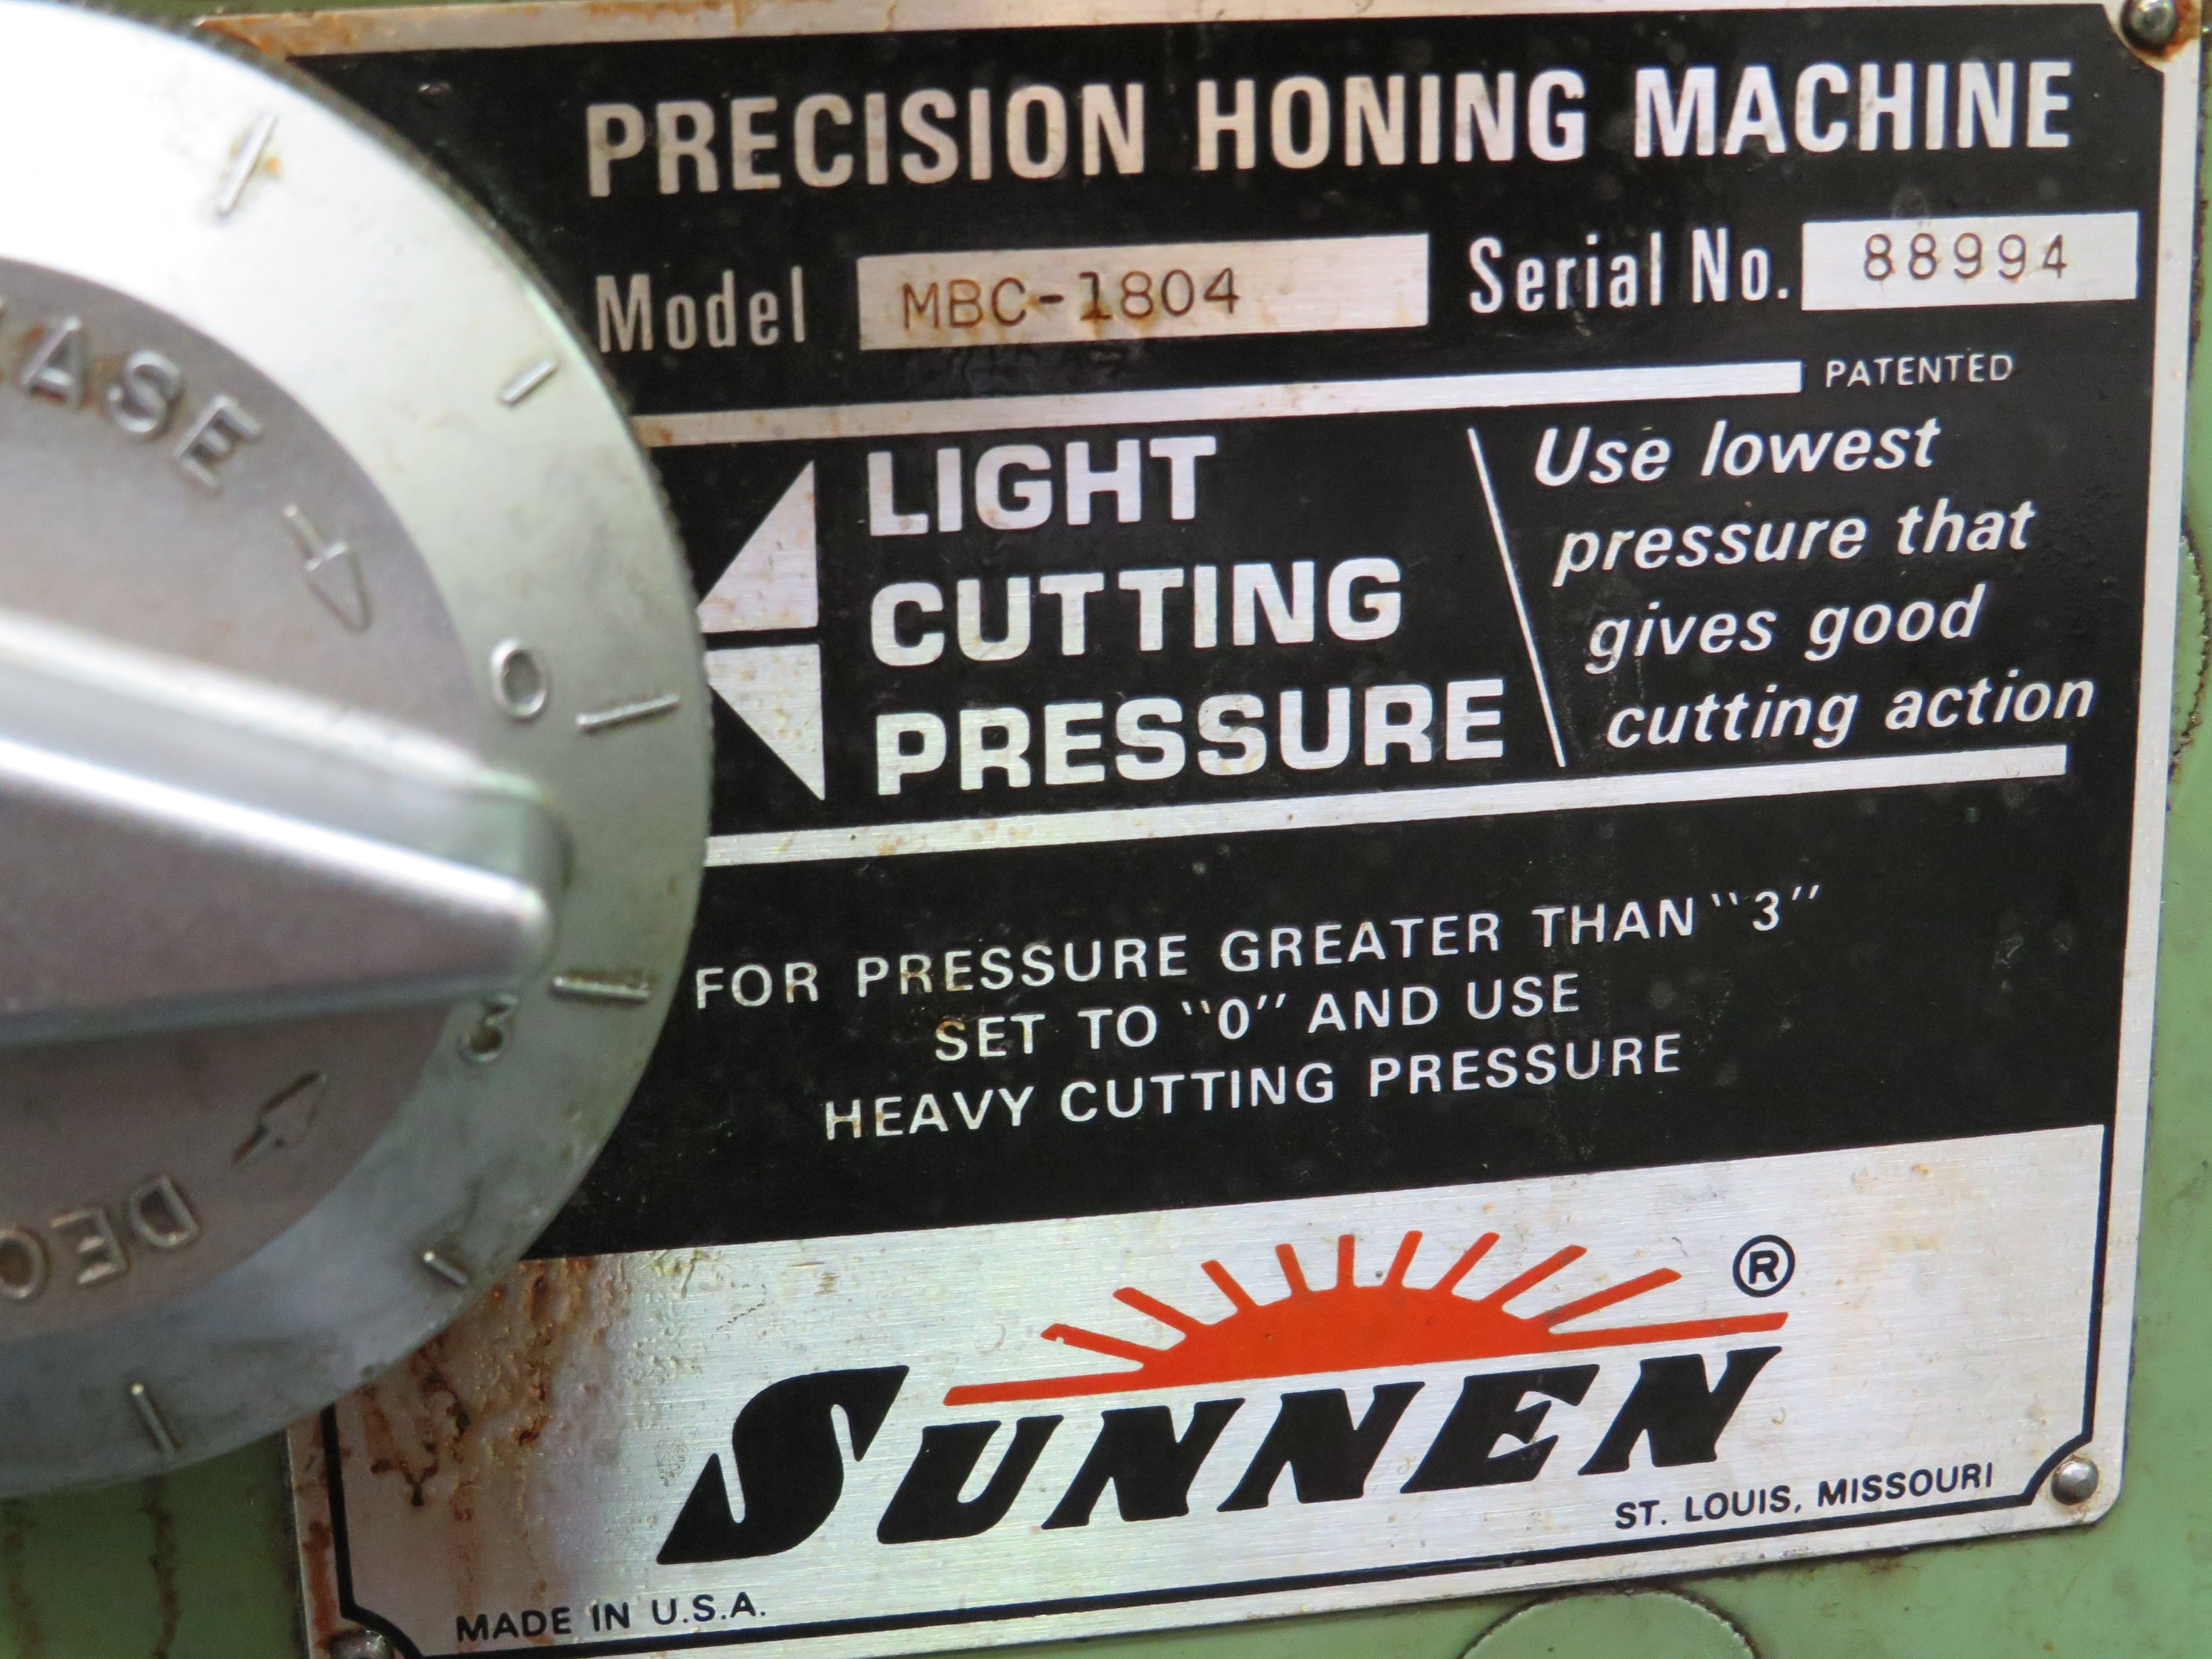 PRECISION HONING MACHINE
Model MBC-1804 Serial No. 88994
PATENTED
LIGHT
CUTTING
PRESSURE
Use lowest
pressure that
gives good
cutting action
FOR PRESSURE GREATER THAN "3"
SET TO "0" AND USE
HEAVY CUTTING PRESSURE
SUNNEN ®
ST. LOUIS, MISSOURI
MADE IN U.S.A.
0
3